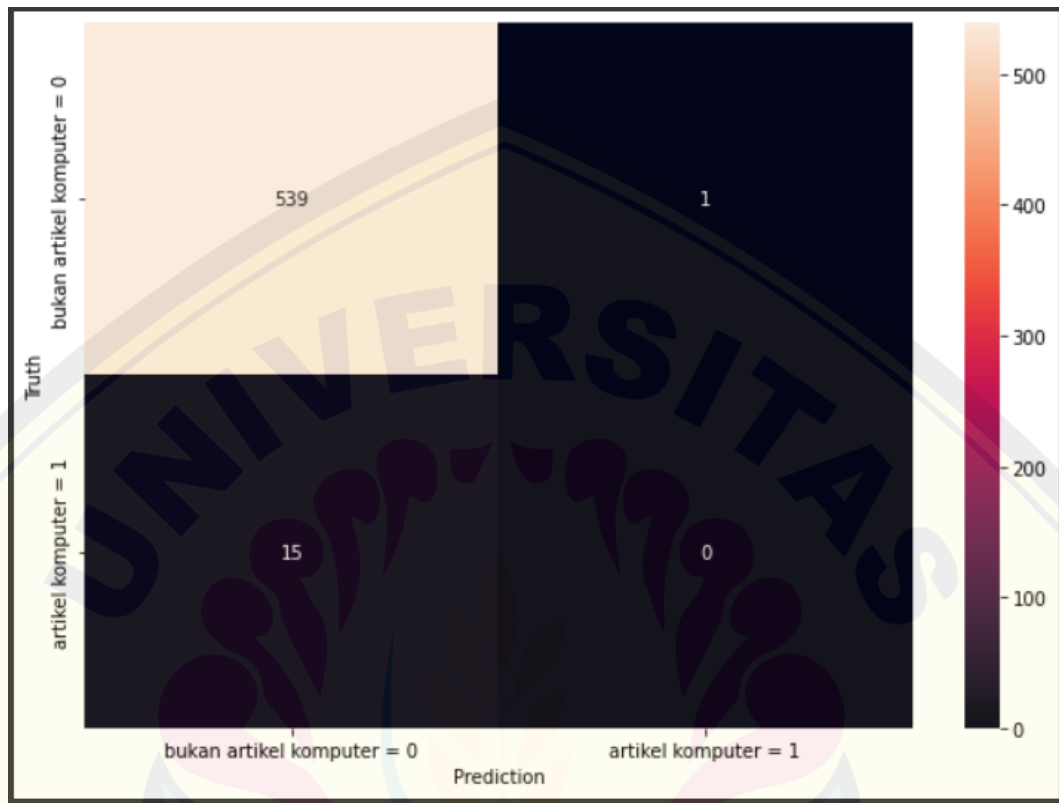 500
bukan artikel komputer = 0
539
1
400
300
Truth
UNIVERSITAS
200
artikel komputer = 1
15
0
100
0
bukan artikel komputer = 0
artikel komputer = 1
Prediction